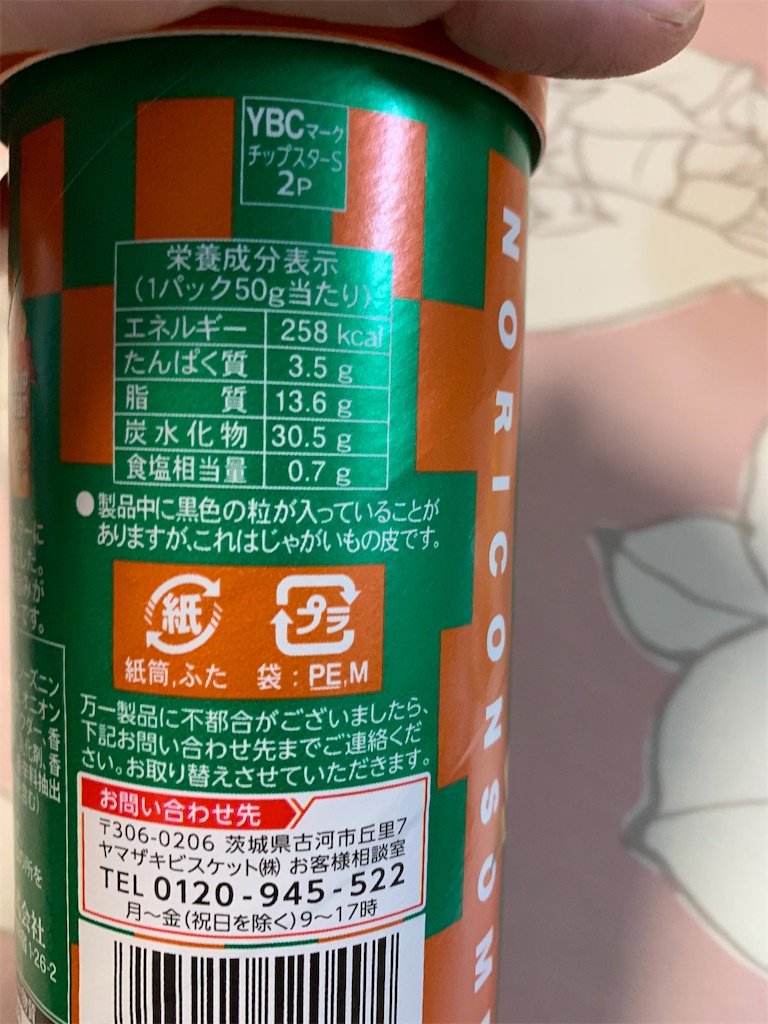 YBCマーク
チップスターS
2P
栄養成分表示
(1パック50g当たり)
エネルギー 258 kcal
たんぱく質 3.5 g
脂質 13.6 g
炭水化物 30.5 g
食塩相当量 0.7 g
●製品中に黒色の粒が入っていることが
ありますが、これはじゃがいもの皮です。
紙 プラ
紙筒,ふた 袋:PE,M
万一製品に不都合がございましたら、
下記お問い合わせ先までご連絡くだ
さい。お取り替えさせていただきます。
お問い合わせ先
〒306-0206 茨城県古河市丘里7
ヤマザキビスケット㈱ お客様相談室
TEL 0120-945-522
月〜金(祝日を除く)9〜17時
NORICONSOM